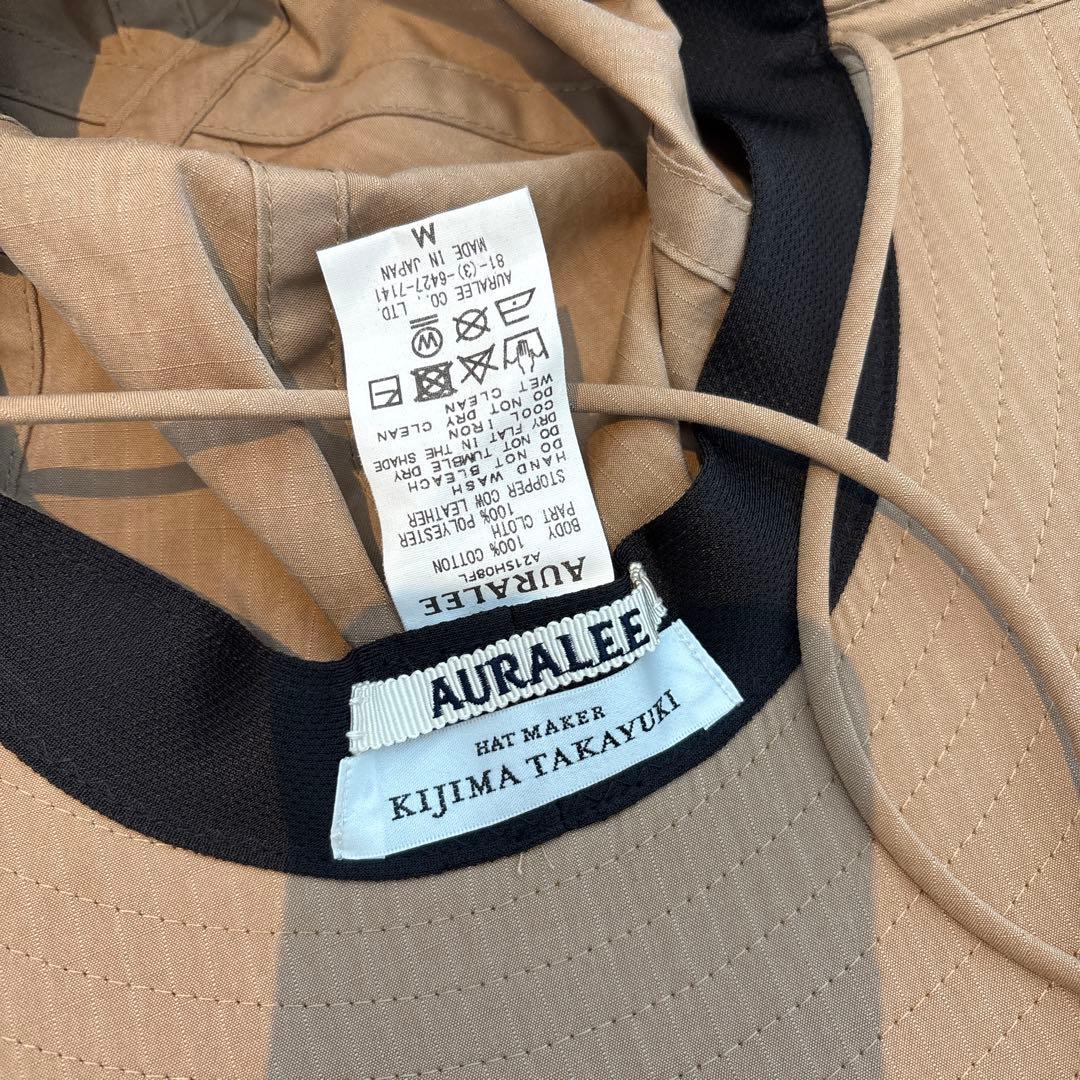 AURALEE
HAT MAKER
KIJIMA TAKAYUKI
AURALEE
A21SH08FL
BODY 100% COTTON
PART CLOTH
100% POLYESTER
STOPPER COW LEATHER
HAND WASH
DO NOT BLEACH
DO NOT TUMBLE DRY
DRY FLAT IN THE SHADE
COOL IRON
DO NOT DRY CLEAN
WET CLEAN
W
AURALEE CO., LTD.
81-(3)-6427-7141
MADE IN JAPAN
M